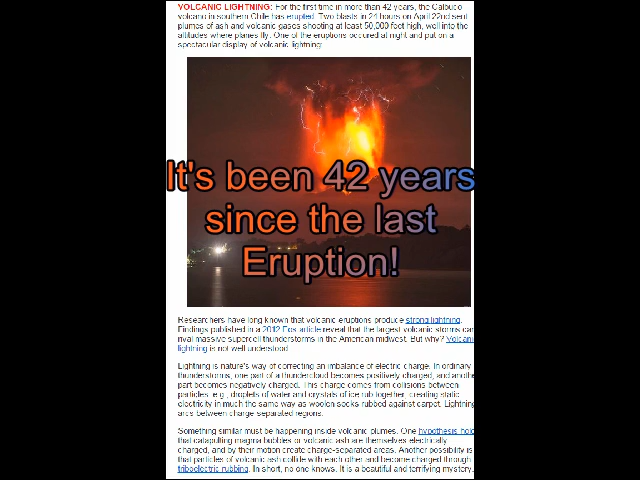 VOLCANIC LIGHTNING: For the first time in more than 42 years, the Calbuco
volcano in southern Chile has erupted. Two blasts in 24 hours on April 22nd sent
plumes of ash and volcanic gases shooting at least 50,000 feet high, well into the
altitudes where planes fly. One of the eruptions occured at night and put on a
spectacular display of volcanic lightning:
It's been 42 years
since the last
Eruption!
Researchers have long known that volcanic eruptions produce strong lightning.
Findings published in a 2012 Eos article reveal that the largest volcanic storms can
rival massive supercell thunderstorms in the American midwest. But why? Volcani
lightning is not well understood.
Lightning is nature's way of correcting an imbalance of electric charge. In ordinary
thunderstorms, one part of a thundercloud becomes positively charged, and anothe
part becomes negatively charged. This charge comes from collisions between
particles. e.g., droplets of water and crystals of ice rub together, creating static
electricity in much the same way as woolen socks rubbed against carpet. Lightning
arcs between charge-separated regions.
Something similar must be happening inside volcanic plumes. One hypothesis hold
that catapulting magma bubbles or volcanic ash are themselves electrically
charged, and by their motion create charge-separated areas. Another possibility is
that particles of volcanic ash collide with each other and become charged through
triboelectric rubbing. In short, no one knows. It is a beautiful and terrifying mystery.